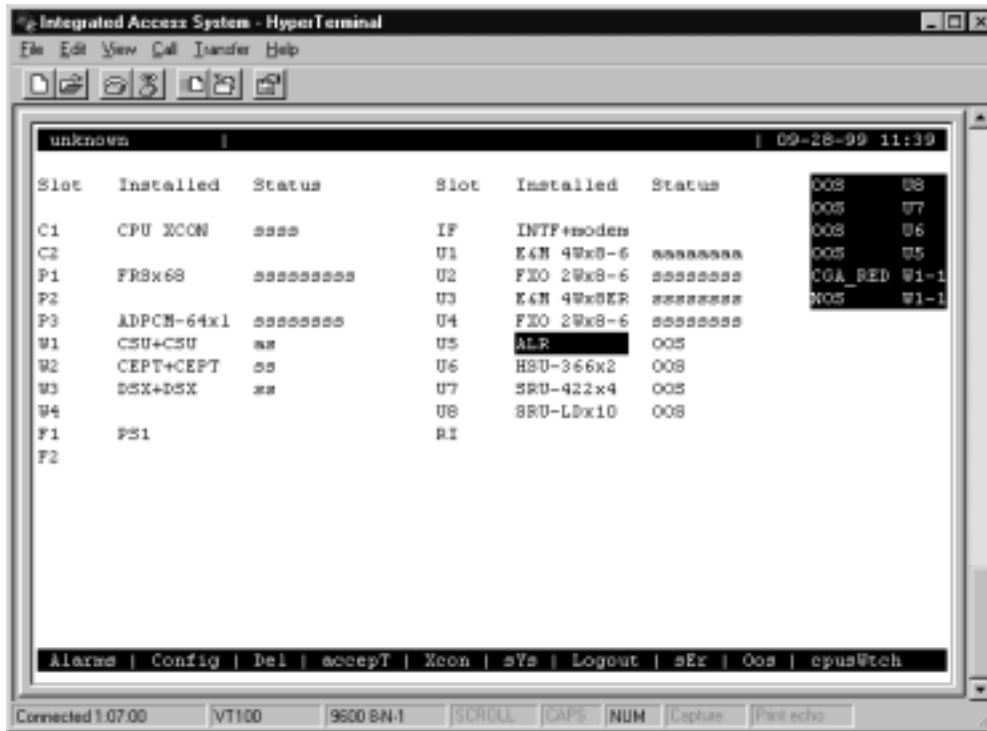 Integrated Access System - HyperTerminal
File Edit View Call Transfer Help
unknown | | 09-28-99 11:39
Slot Installed Status Slot Installed Status OOS U8
OOS U7
C1 CPU XCON ssss IF INTF+modem OOS U6
C2 U1 E&M 4Wx8-6 ssssssss OOS U5
P1 FR8x68 sssssssss U2 FXO 2Wx8-6 ssssssss CGA_RED W1-1
P2 U3 E&M 4Wx8ER ssssssss NOS W1-1
P3 ADPCM-64x1 ssssssss U4 FXO 2Wx8-6 ssssssss
W1 CSU+CSU U5 ALR OOS
W2 CEPT+CEPT ss U6 HSU-366x2 OOS
W3 DSX+DSX U7 SRU-422x4 OOS
W4 U8 SRU-LDx10 OOS
F1 PS1 RI
F2
Alarms | Config | Del | accepT | Xcon | sYs | Logout | sEr | Oos | cpusWtch
Connected 1:07:00 VT100 9600 8-N-1 SCROLL CAPS NUM Capture Print echo